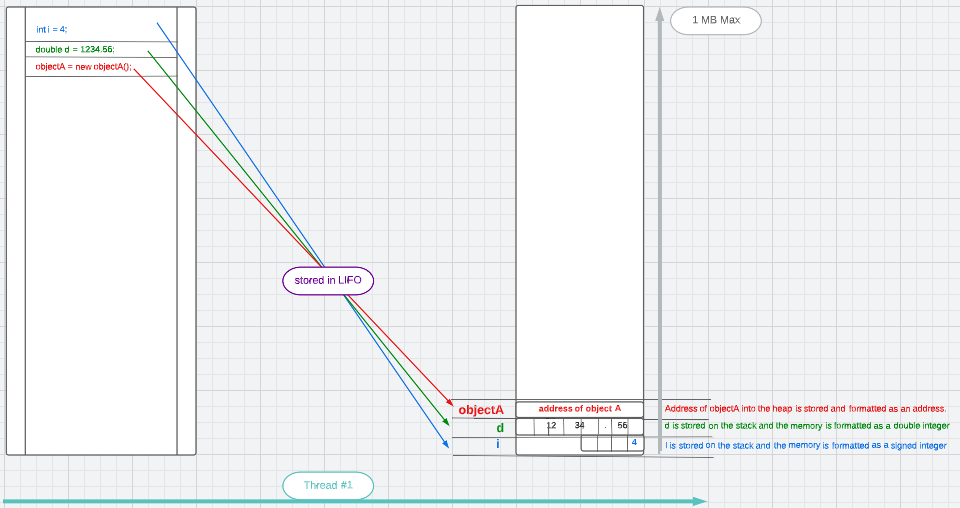 int i = 4;
double d = 1234.56;
objectA = new objectA();
1 MB Max
stored in LIFO
objectA
address of object A
Address of objectA into the heap is stored and formatted as an address.
d
12 34 . 56
d is stored on the stack and the memory is formatted as a double integer
i
4
I is stored on the stack and the memory is formatted as a signed integer
Thread #1